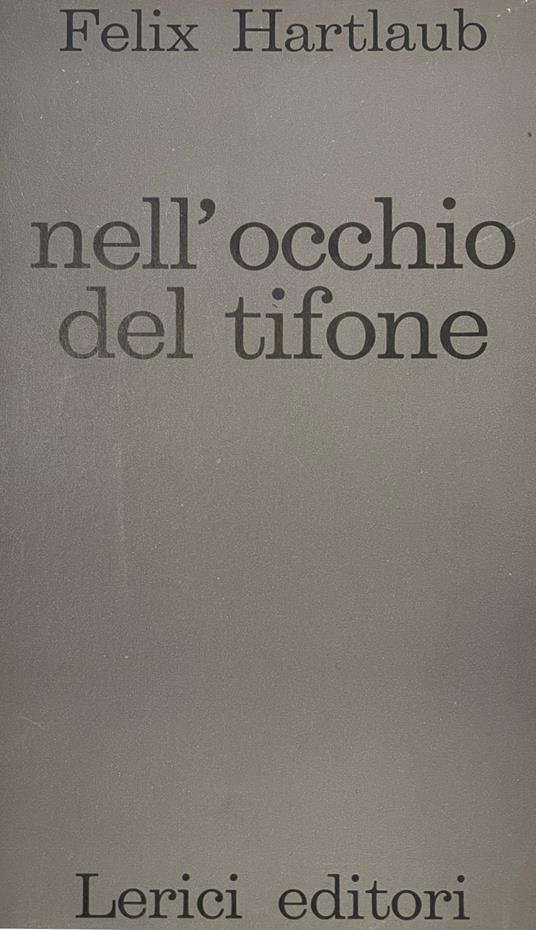 Felix Hartlaub
nell'occhio
del tifone
Lerici editori